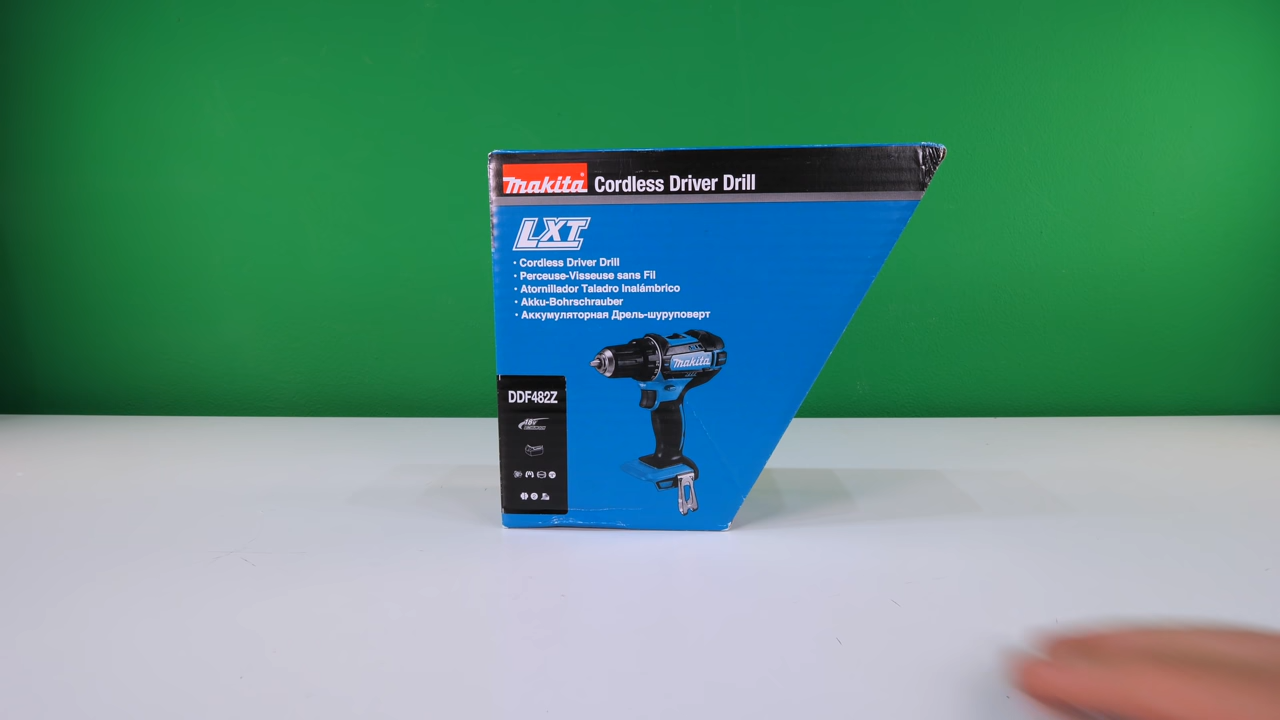 makita Cordless Driver Drill
LXT
· Cordless Driver Drill
· Perceuse-Visseuse sans Fil
· Atornillador Taladro Inalámbrico
· Akku-Bohrschrauber
· Аккумуляторная Дрель-шуруповерт
makita
DDF482Z
18V